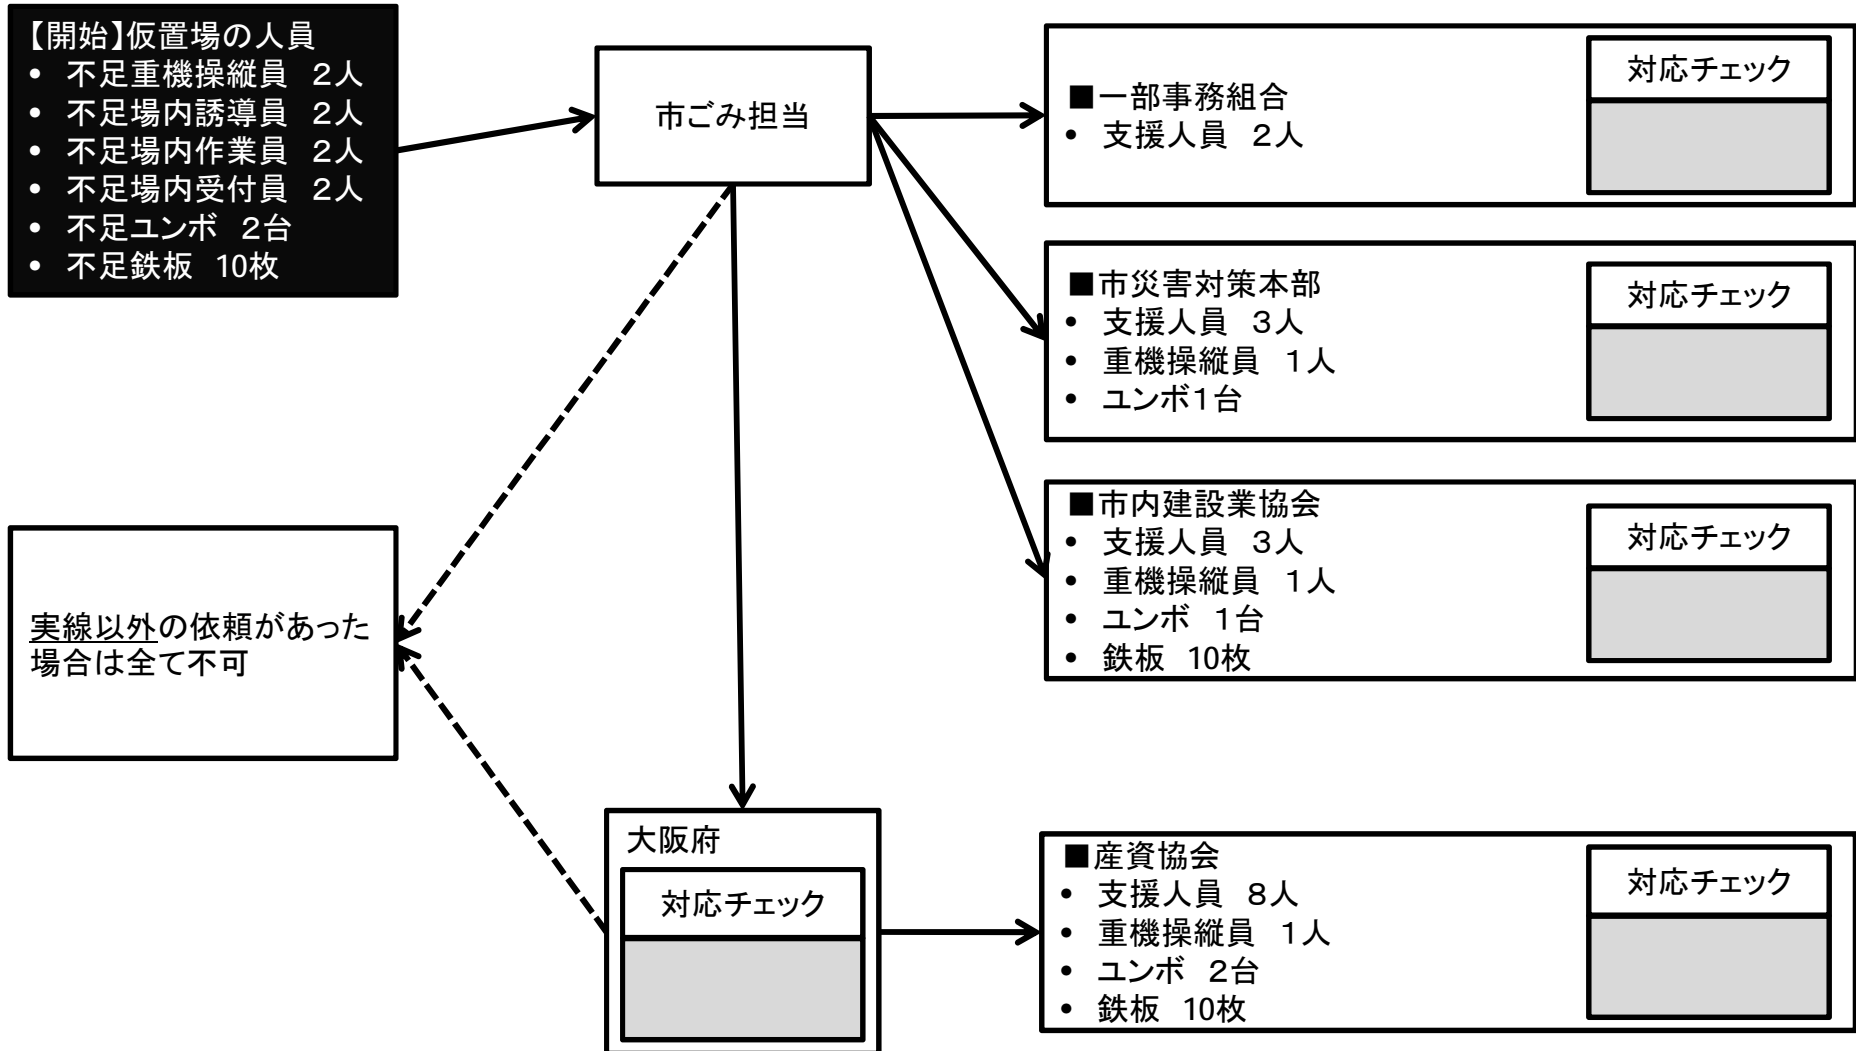 【開始】仮置場の人員
• 不足重機操縦員　２人
• 不足場内誘導員　２人
• 不足場内作業員　２人
• 不足場内受付員　２人
• 不足ユンボ　２台
• 不足鉄板　10枚
市ごみ担当
■一部事務組合
• 支援人員　２人
対応チェック
■市災害対策本部
• 支援人員　３人
• 重機操縦員　１人
• ユンボ１台
対応チェック
■市内建設業協会
• 支援人員　３人
• 重機操縦員　１人
• ユンボ　１台
• 鉄板　10枚
対応チェック
実線以外の依頼があった
場合は全て不可
大阪府
対応チェック
■産資協会
• 支援人員　８人
• 重機操縦員　１人
• ユンボ　２台
• 鉄板　10枚
対応チェック